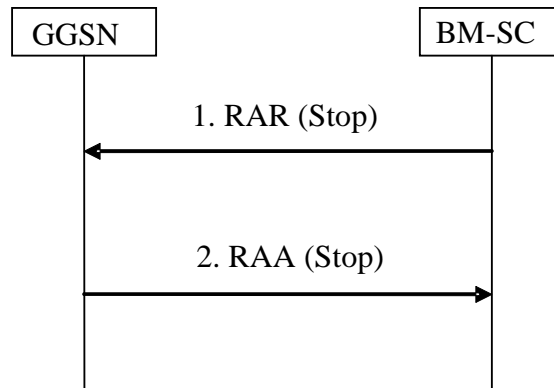 GGSN
BM-SC
1. RAR (Stop)
2. RAA (Stop)